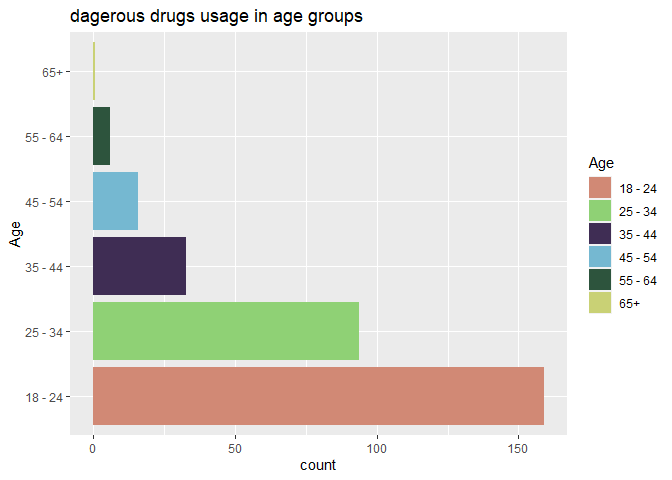 dagerous drugs usage in age groups
65+
55 - 64
45 - 54
35 - 44
25 - 34
18 - 24
Age
0
50
100
150
count
Age
18 - 24
25 - 34
35 - 44
45 - 54
55 - 64
65+